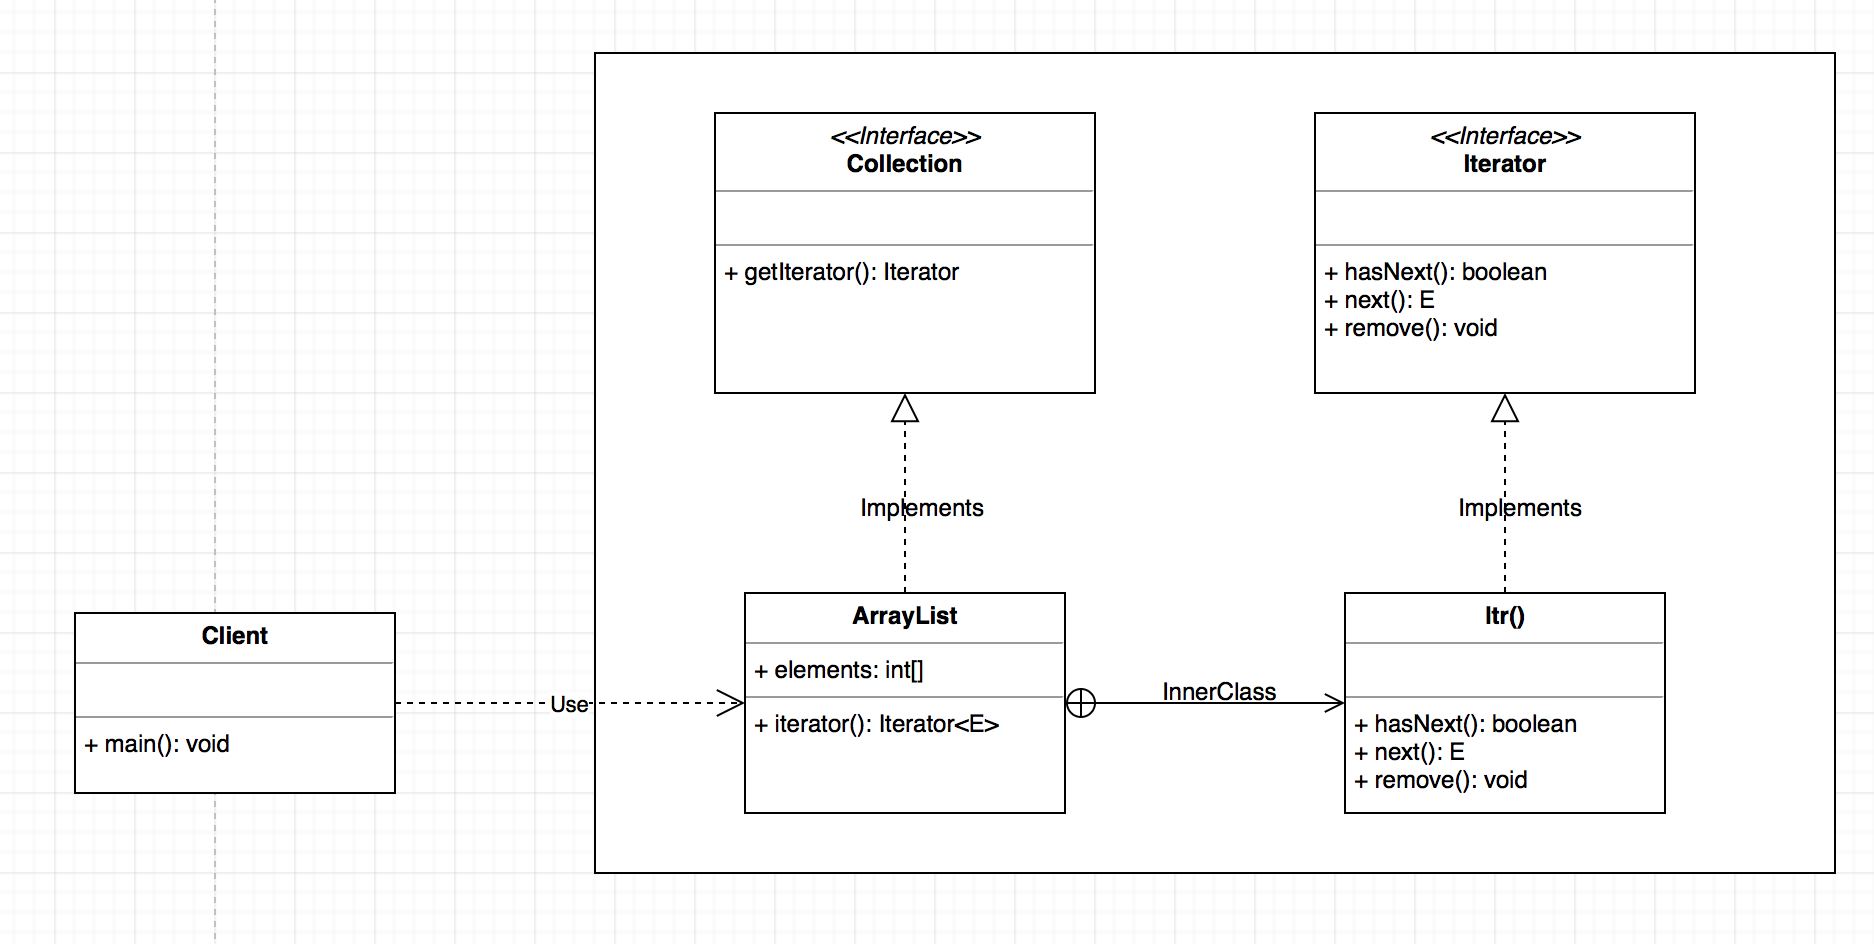 <<Interface>>
Collection
+ getIterator(): Iterator
<<Interface>>
Iterator
+ hasNext(): boolean
+ next(): E
+ remove(): void
Implements
Implements
Client
+ main(): void
Use
ArrayList
+ elements: int[]
+ iterator(): Iterator<E>
InnerClass
Itr()
+ hasNext(): boolean
+ next(): E
+ remove(): void